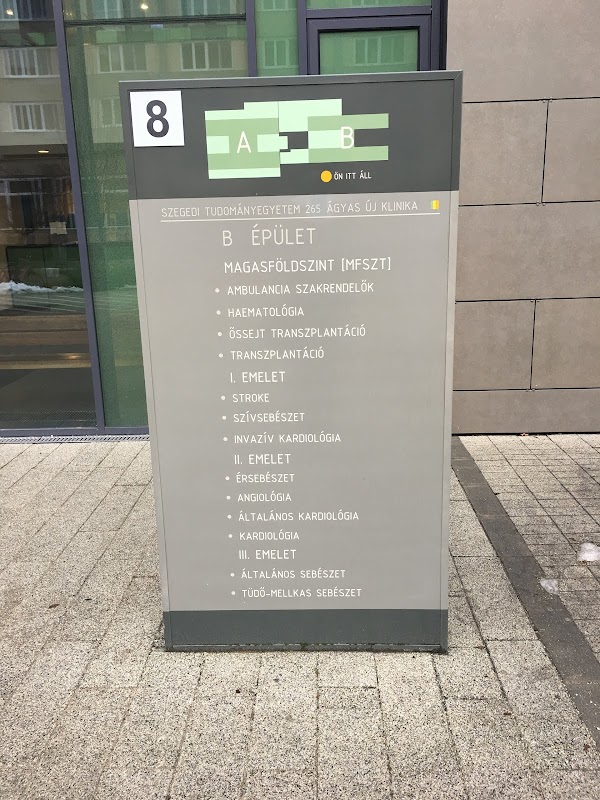 8
A
B
ÖN ITT ÁLL
SZEGEDI TUDOMÁNYEGYETEM 265 ÁGYAS ÚJ KLINIKA
B ÉPÜLET
MAGASFÖLDSZINT [MFSZT]
• AMBULANCIA SZAKRENDELŐK
• HAEMATOLÓGIA
• ŐSSEJT TRANSZPLANTÁCIÓ
• TRANSZPLANTÁCIÓ
I. EMELET
• STROKE
• SZÍVSEBÉSZET
• INVAZÍV KARDIOLÓGIA
II. EMELET
• ÉRSEBÉSZET
• ANGIOLÓGIA
• ÁLTALÁNOS KARDIOLÓGIA
• KARDIOLÓGIA
III. EMELET
• ÁLTALÁNOS SEBÉSZET
• TÜDŐ-MELLKAS SEBÉSZET